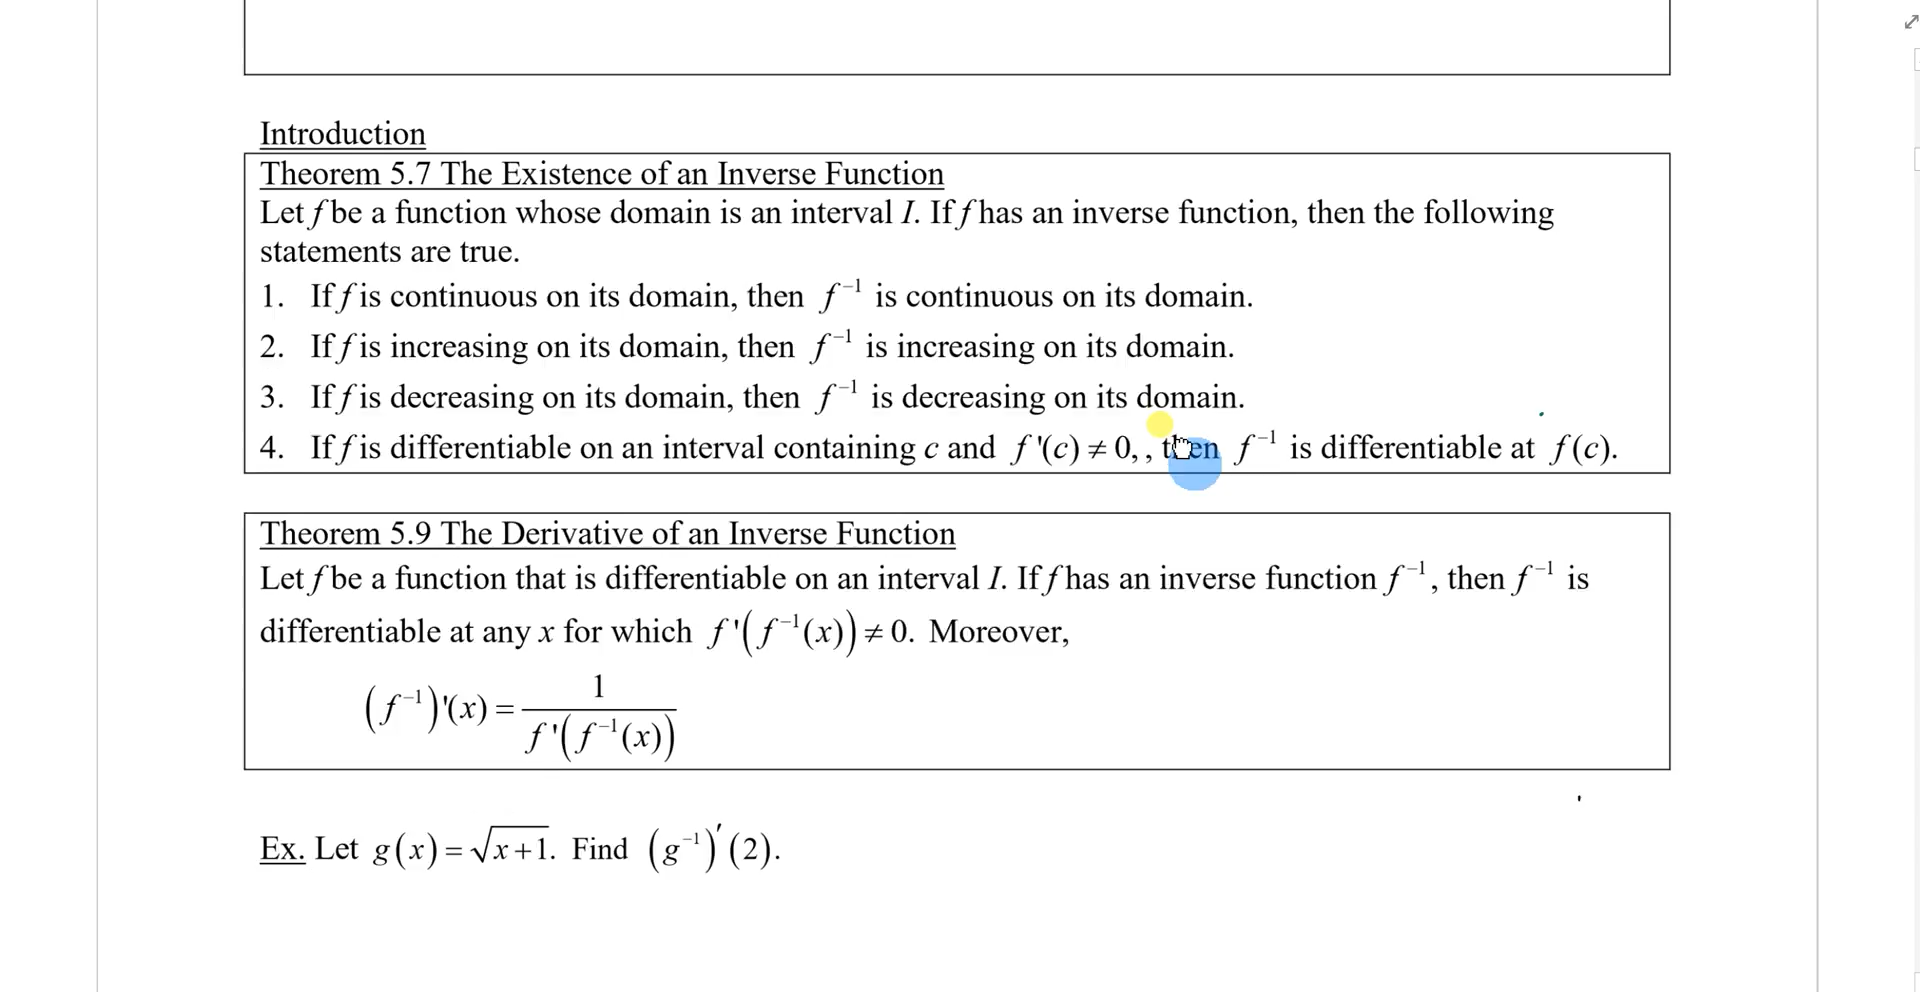 Introduction
Theorem 5.7 The Existence of an Inverse Function
Let f be a function whose domain is an interval I. If f has an inverse function, then the following
statements are true.
1. If f is continuous on its domain, then f⁻¹ is continuous on its domain.
2. If f is increasing on its domain, then f⁻¹ is increasing on its domain.
3. If f is decreasing on its domain, then f⁻¹ is decreasing on its domain.
4. If f is differentiable on an interval containing c and f '(c) ≠ 0, , then f⁻¹ is differentiable at f(c).
Theorem 5.9 The Derivative of an Inverse Function
Let f be a function that is differentiable on an interval I. If f has an inverse function f⁻¹, then f⁻¹ is
differentiable at any x for which f '(f⁻¹(x)) ≠ 0. Moreover,
(f⁻¹)'(x) = 1 / f '(f⁻¹(x))
Ex. Let g(x) = √(x+1). Find (g⁻¹)′(2).